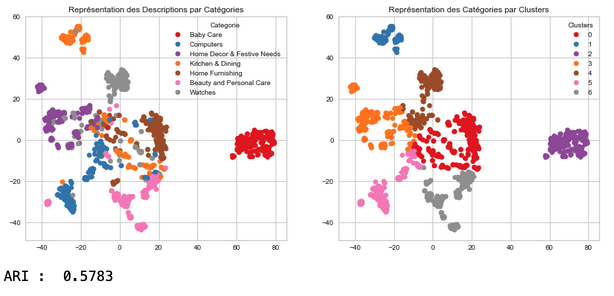 Représentation des Descriptions par Catégories
Categorie
Baby Care
Computers
Home Decor & Festive Needs
Kitchen & Dining
Home Furnishing
Beauty and Personal Care
Watches
60
40
20
0
−20
−40
−40
−20
0
20
40
60
80
Représentation des Catégories par Clusters
Clusters
0
1
2
3
4
5
6
60
40
20
0
−20
−40
−40
−20
0
20
40
60
80
ARI : 0.5783